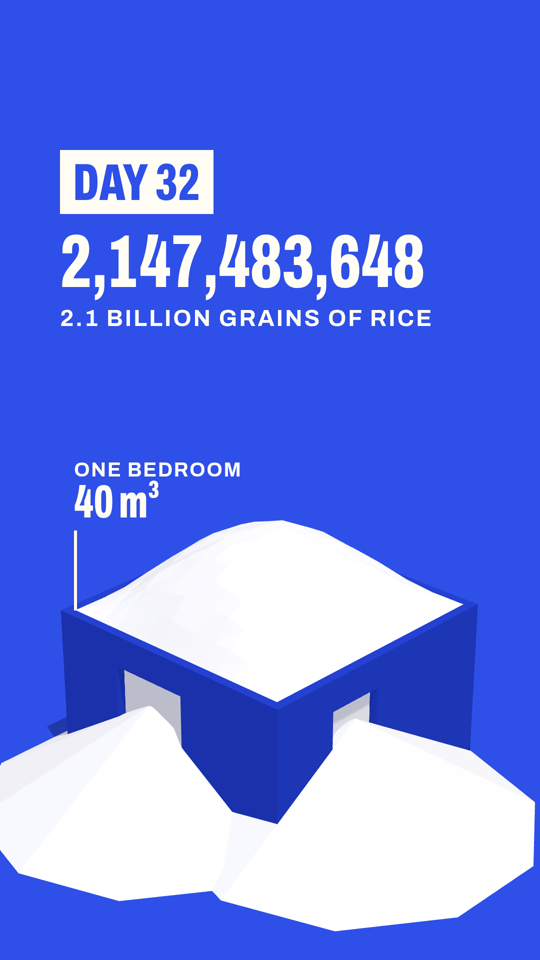 DAY 32
2,147,483,648
2.1 BILLION GRAINS OF RICE
ONE BEDROOM
40 m³